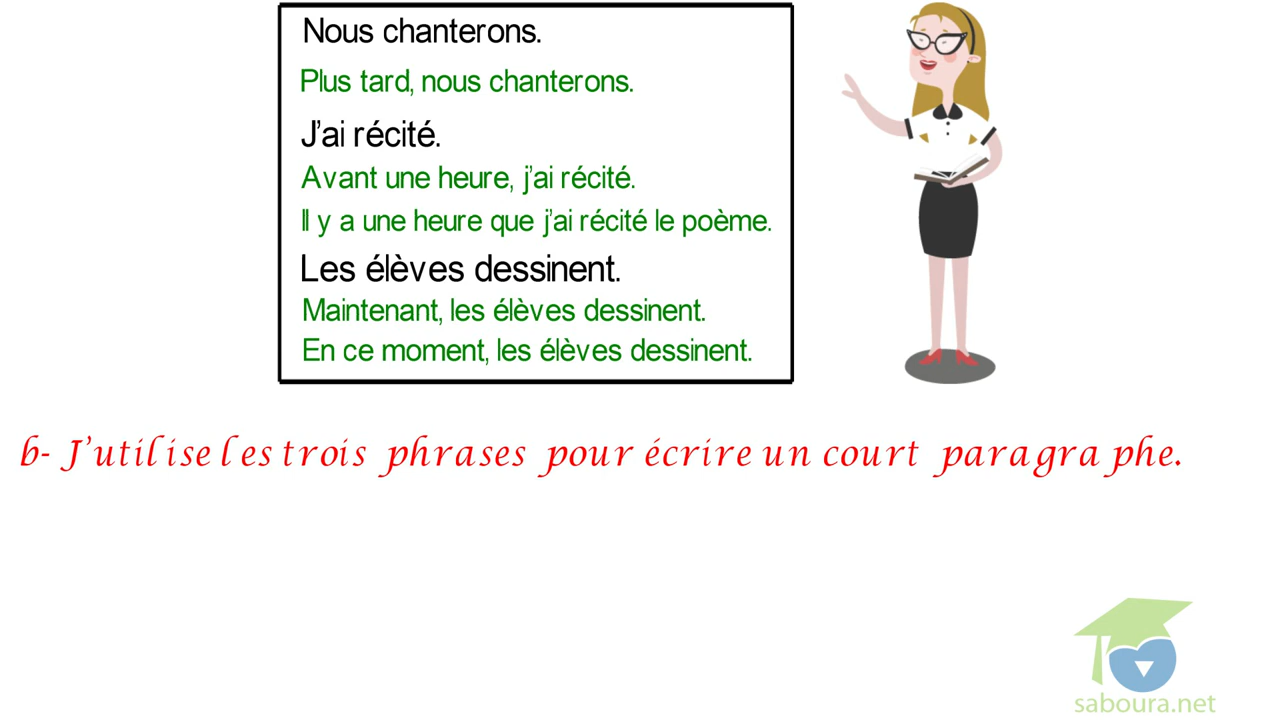 Nous chanterons.
Plus tard, nous chanterons.
J'ai récité.
Avant une heure, j'ai récité.
Il y a une heure que j'ai récité le poème.
Les élèves dessinent.
Maintenant, les élèves dessinent.
En ce moment, les élèves dessinent.
b- J'utilise les trois phrases pour écrire un court paragraphe.
saboura.net